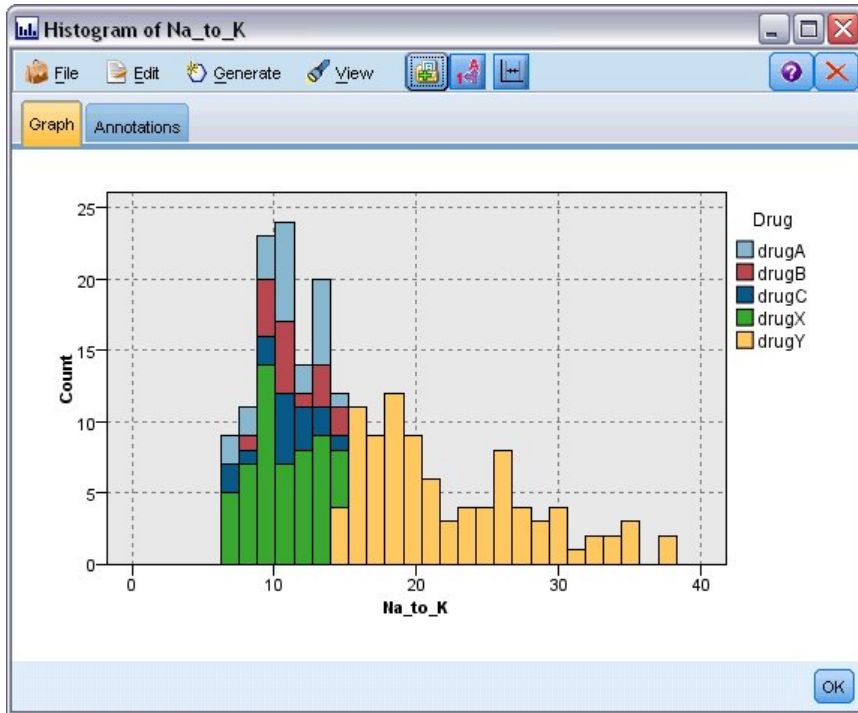 Histogram of Na_to_K
File Edit Generate View
Graph Annotations
25
20
15
10
5
0
Count
0 10 20 30 40
Na_to_K
Drug
drugA
drugB
drugC
drugX
drugY
OK